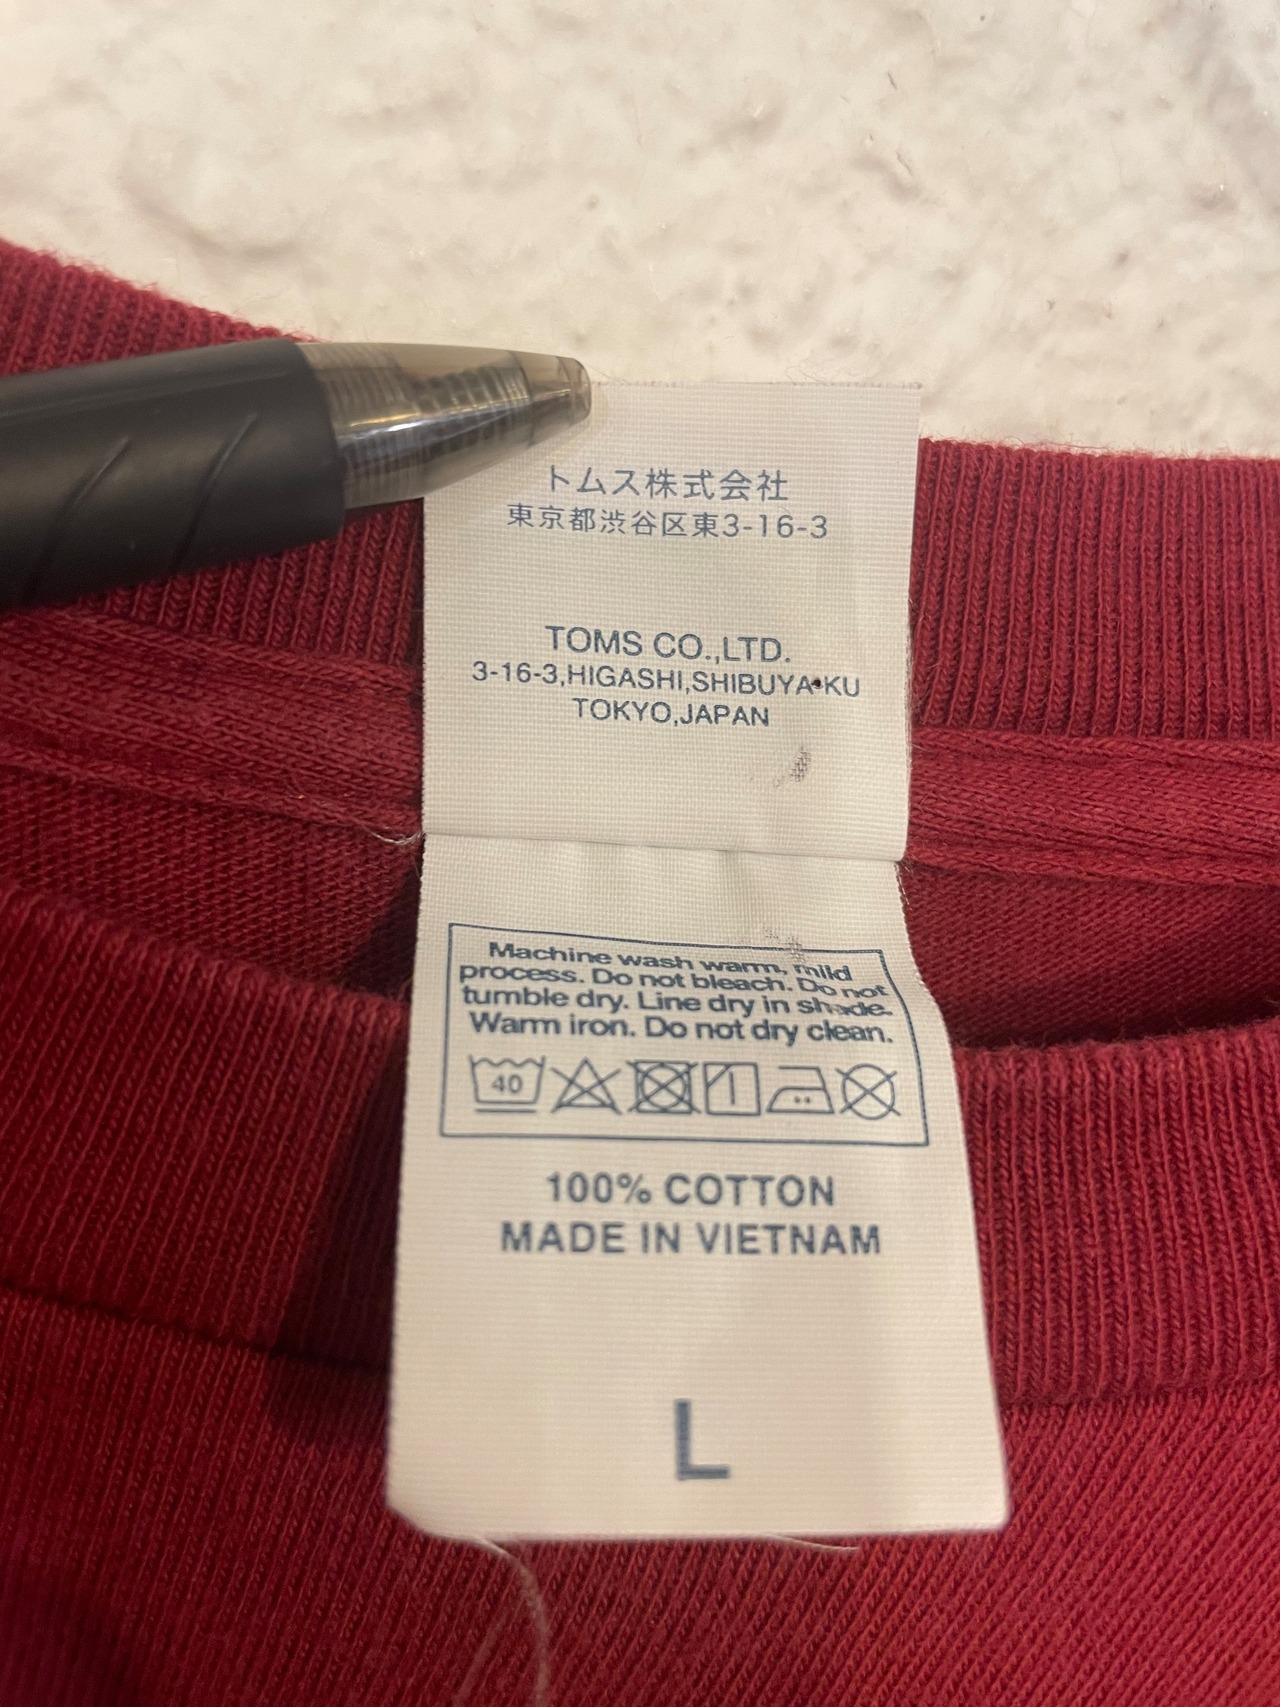 トムス株式会社
東京都渋谷区東3-16-3
TOMS CO.,LTD.
3-16-3,HIGASHI,SHIBUYA-KU
TOKYO,JAPAN
Machine wash warm, mild
process. Do not bleach. Do not
tumble dry. Line dry in shade.
Warm iron. Do not dry clean.
40
100% COTTON
MADE IN VIETNAM
L